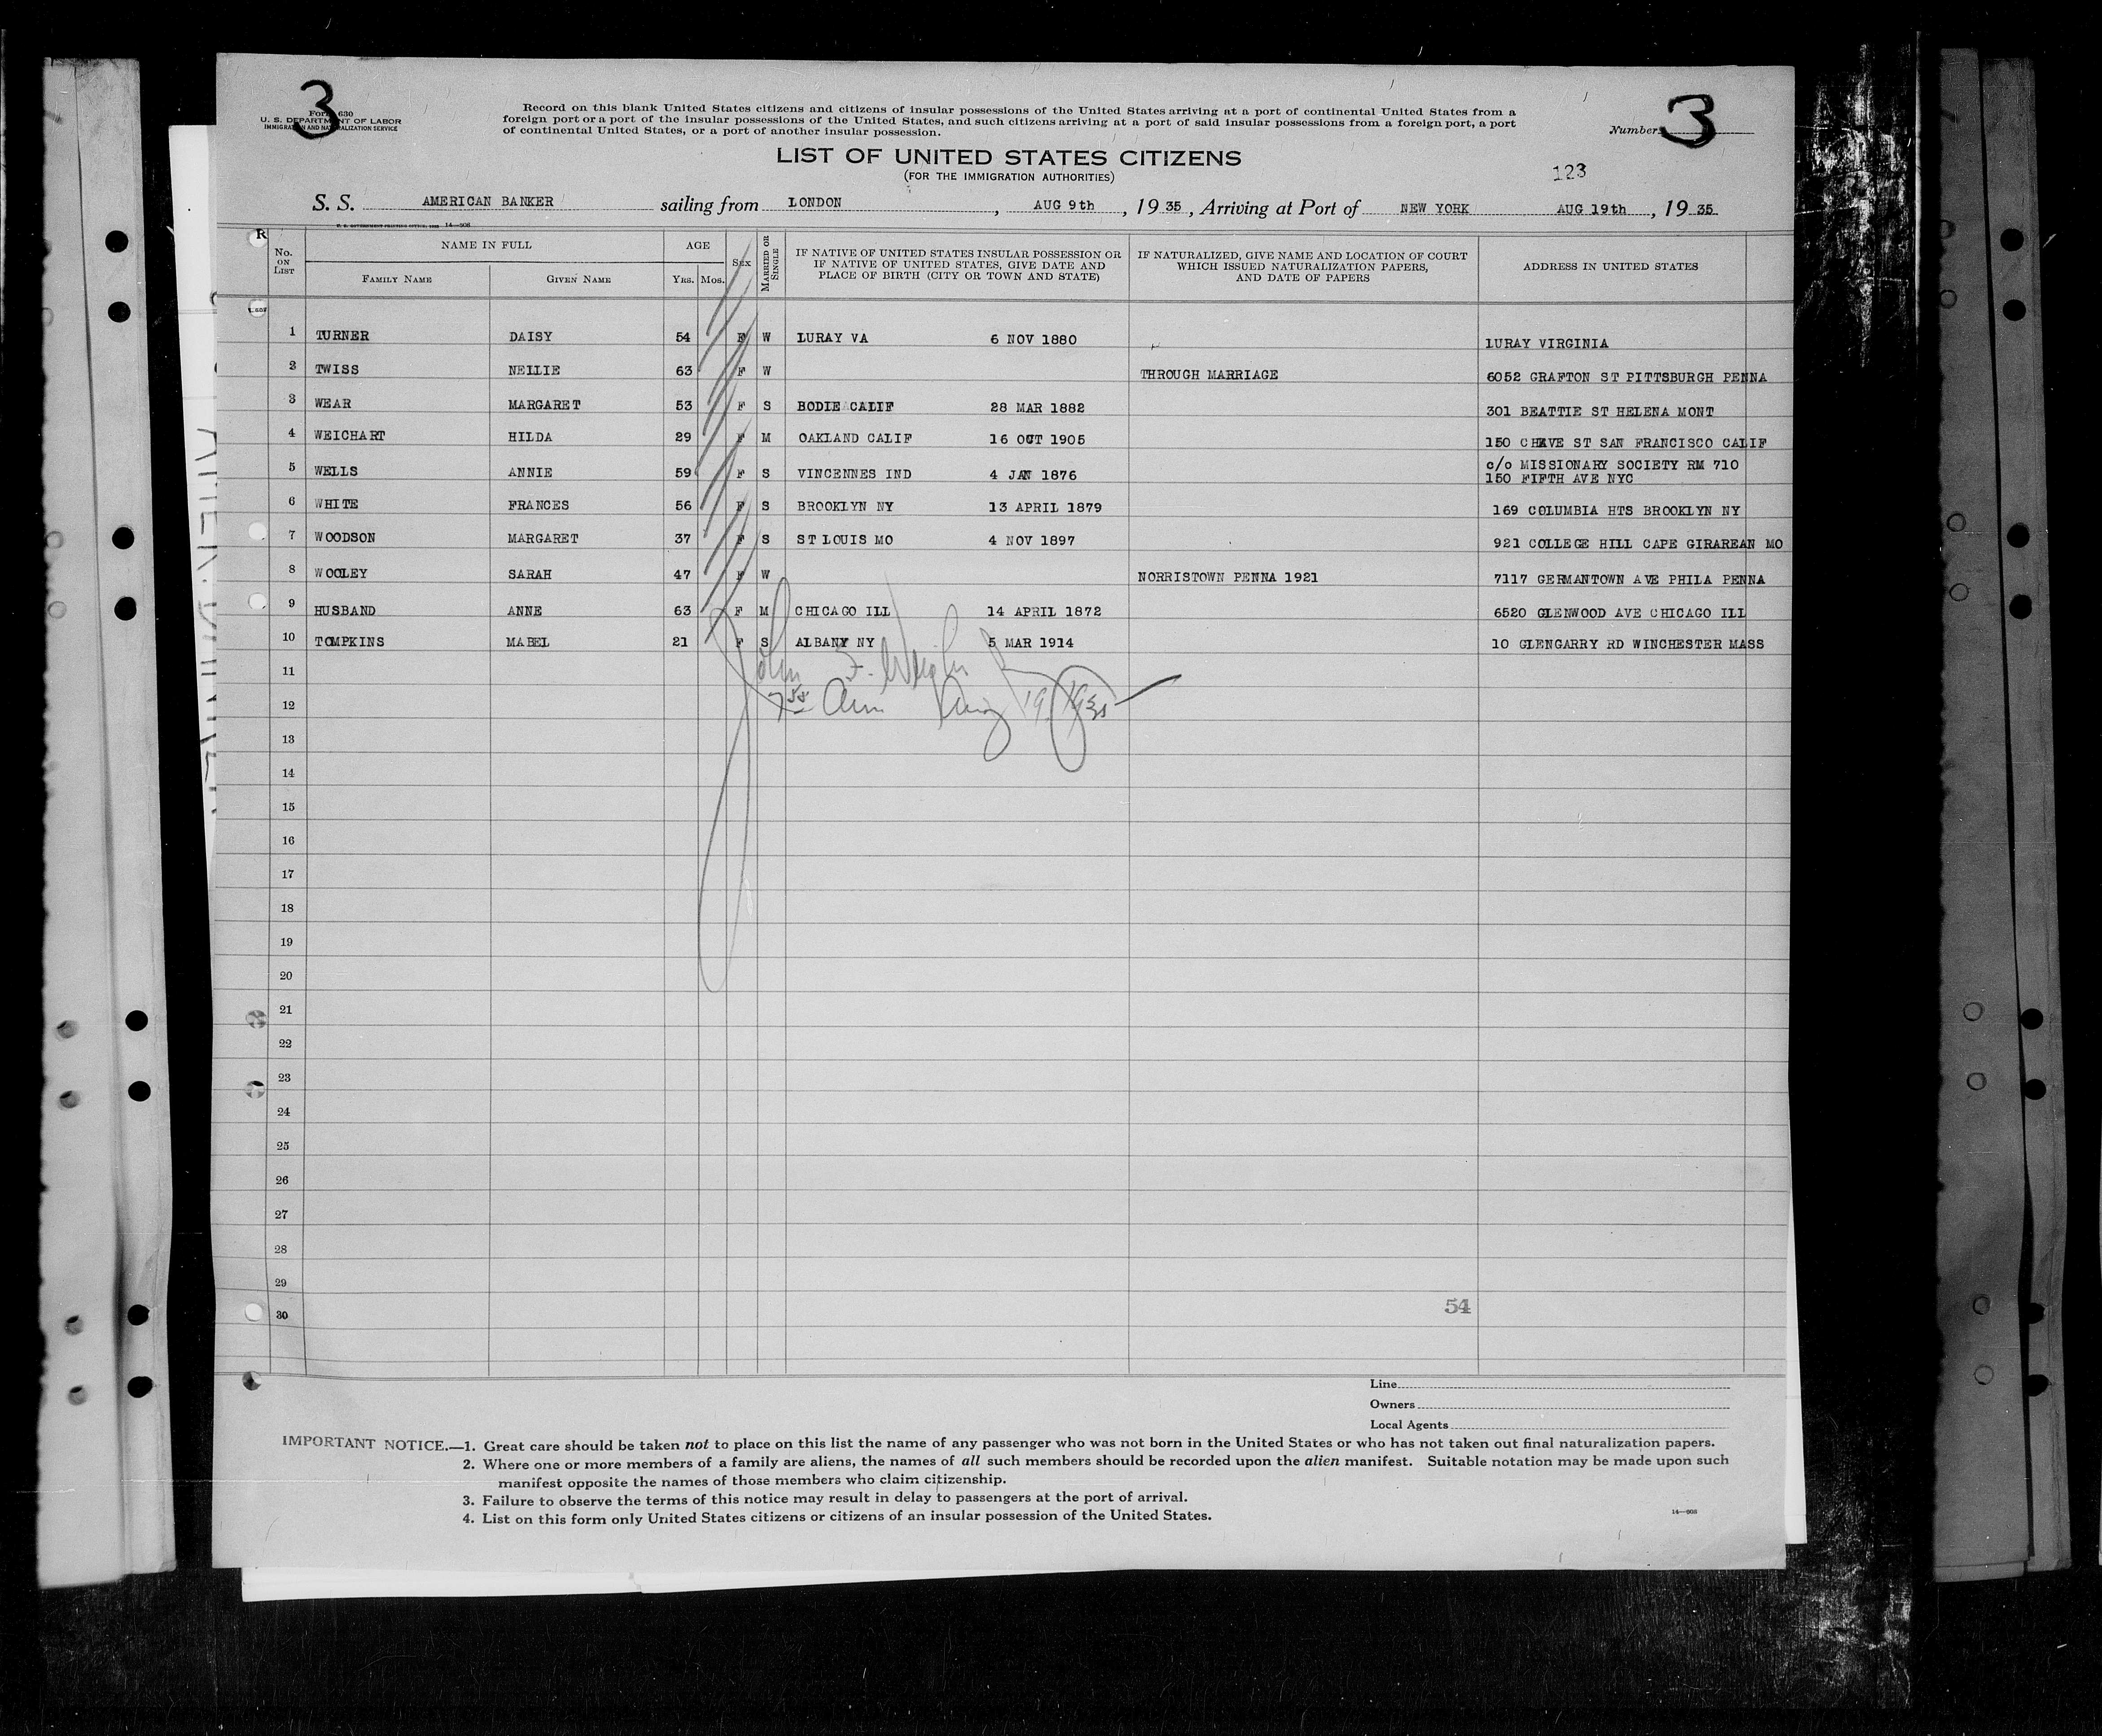 3
Form 630
U. S. DEPARTMENT OF LABOR
IMMIGRATION AND NATURALIZATION SERVICE
Record on this blank United States citizens and citizens of insular possessions of the United States arriving at a port of continental United States from a
foreign port or a port of the insular possessions of the United States, and such citizens arriving at a port of said insular possessions from a foreign port, a port
of continental United States, or a port of another insular possession.
Number 3
LIST OF UNITED STATES CITIZENS
(FOR THE IMMIGRATION AUTHORITIES)
123
S. S. AMERICAN BANKER sailing from LONDON, AUG 9th, 19 35, Arriving at Port of NEW YORK AUG 19th, 19 35
No. ON LIST NAME IN FULL FAMILY NAME GIVEN NAME AGE YRS. MOS. SEX MARRIED OR SINGLE IF NATIVE OF UNITED STATES INSULAR POSSESSION OR IF NATIVE OF UNITED STATES, GIVE DATE AND PLACE OF BIRTH (CITY OR TOWN AND STATE) IF NATURALIZED, GIVE NAME AND LOCATION OF COURT WHICH ISSUED NATURALIZATION PAPERS, AND DATE OF PAPERS ADDRESS IN UNITED STATES
1 TURNER DAISY 54 F W LURAY VA 6 NOV 1880 LURAY VIRGINIA
2 TWISS NELLIE 63 F W THROUGH MARRIAGE 6052 GRAFTON ST PITTSBURGH PENNA
3 WEAR MARGARET 53 F S BODIE CALIF 28 MAR 1882 301 BEATTIE ST HELENA MONT
4 WEICHART HILDA 29 F M OAKLAND CALIF 16 OCT 1905 150 ST SAN FRANCISCO CALIF
5 WELLS ANNIE 59 F S VINCENNES IND 4 JAN 1876 c/o MISSIONARY SOCIETY RM 710
150 FIFTH AVE NYC
6 WHITE FRANCES 56 F S BROOKLYN NY 13 APRIL 1879 169 COLUMBIA HTS BROOKLYN NY
7 WOODSON MARGARET 37 F S ST LOUIS MO 4 NOV 1897 921 COLLEGE HILL CAPE GIRAREAN MO
8 WOOLEY SARAH 47 F W NORRISTOWN PENNA 1921 7117 GERMANTOWN AVE PHILA PENNA
9 HUSBAND ANNE 63 F M CHICAGO ILL 14 APRIL 1872 6520 GLENWOOD AVE CHICAGO ILL
10 TOMPKINS MABEL 21 F S ALBANY NY 5 MAR 1914 10 GLENGARRY RD WINCHESTER MASS
John F.
Aug 19 1935
11
12
13
14
15
16
17
18
19
20
21
22
23
24
25
26
27
28
29
30
54
Line
Owners
Local Agents
IMPORTANT NOTICE.—1. Great care should be taken not to place on this list the name of any passenger who was not born in the United States or who has not taken out final naturalization papers.
2. Where one or more members of a family are aliens, the names of all such members should be recorded upon the alien manifest. Suitable notation may be made upon such
manifest opposite the names of those members who claim citizenship.
3. Failure to observe the terms of this notice may result in delay to passengers at the port of arrival.
4. List on this form only United States citizens or citizens of an insular possession of the United States.
14—908